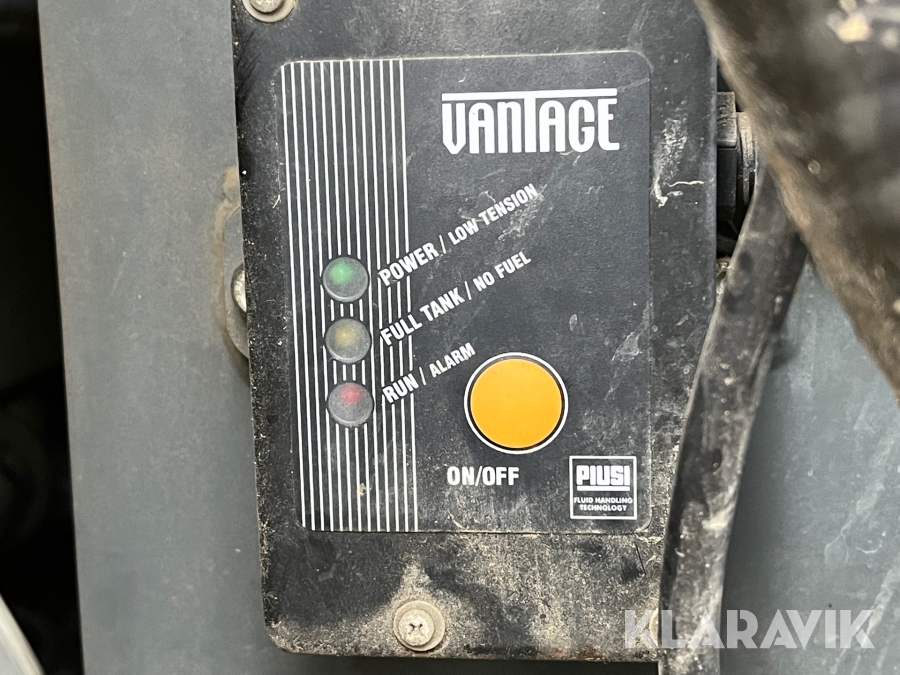 VANTAGE
POWER / LOW TENSION
FULL TANK / NO FUEL
RUN / ALARM
ON/OFF
PIUSI
FLUID HANDLING
TECHNOLOGY
KLARAVIK